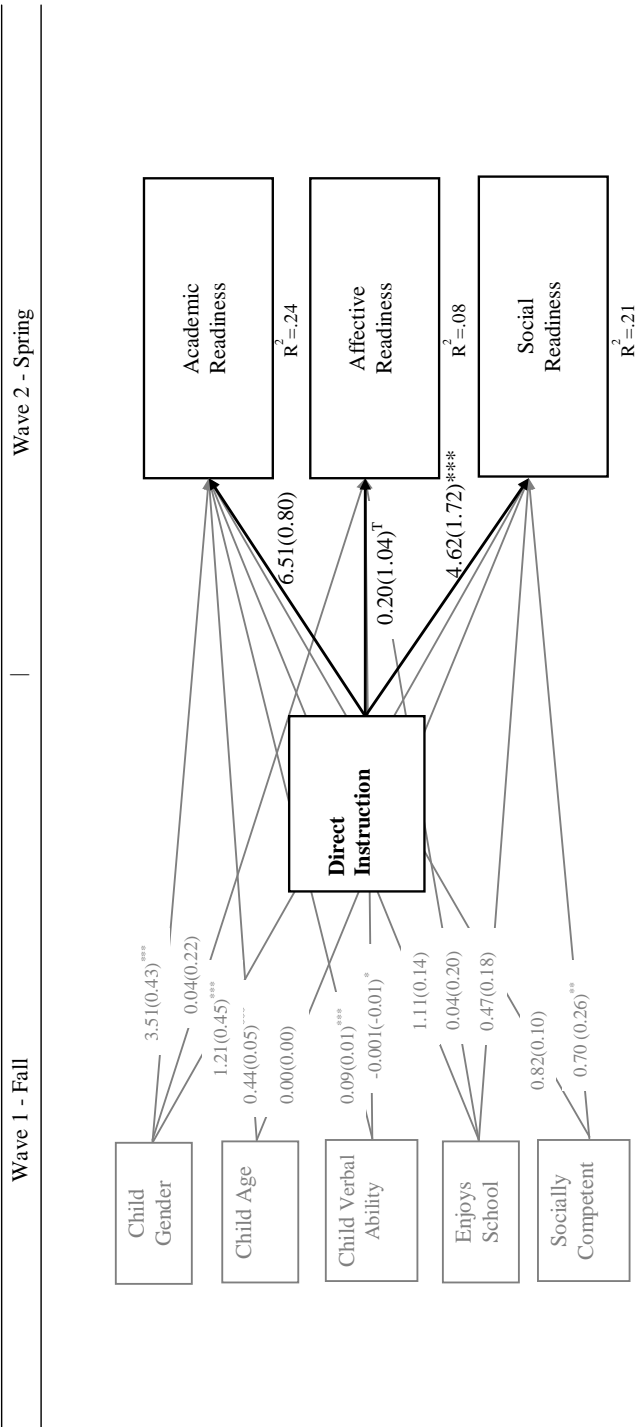 Wave 1 - Fall | Wave 2 - Spring
Child
Gender
Child Age
Child Verbal
Ability
Enjoys
School
Socially
Competent
3.51(0.43)***
0.04(0.22)
1.21(0.45)***
0.44(0.05)
0.00(0.00)
0.09(0.01)***
-0.001(-0.01)*
1.11(0.14)
0.04(0.20)
0.47(0.18)
0.82(0.10)
0.70 (0.26)**
Direct
Instruction
6.51(0.80)
0.20(1.04)T
4.62(1.72)***
Academic
Readiness
R2=.24
Affective
Readiness
R2=.08
Social
Readiness
R2=.21